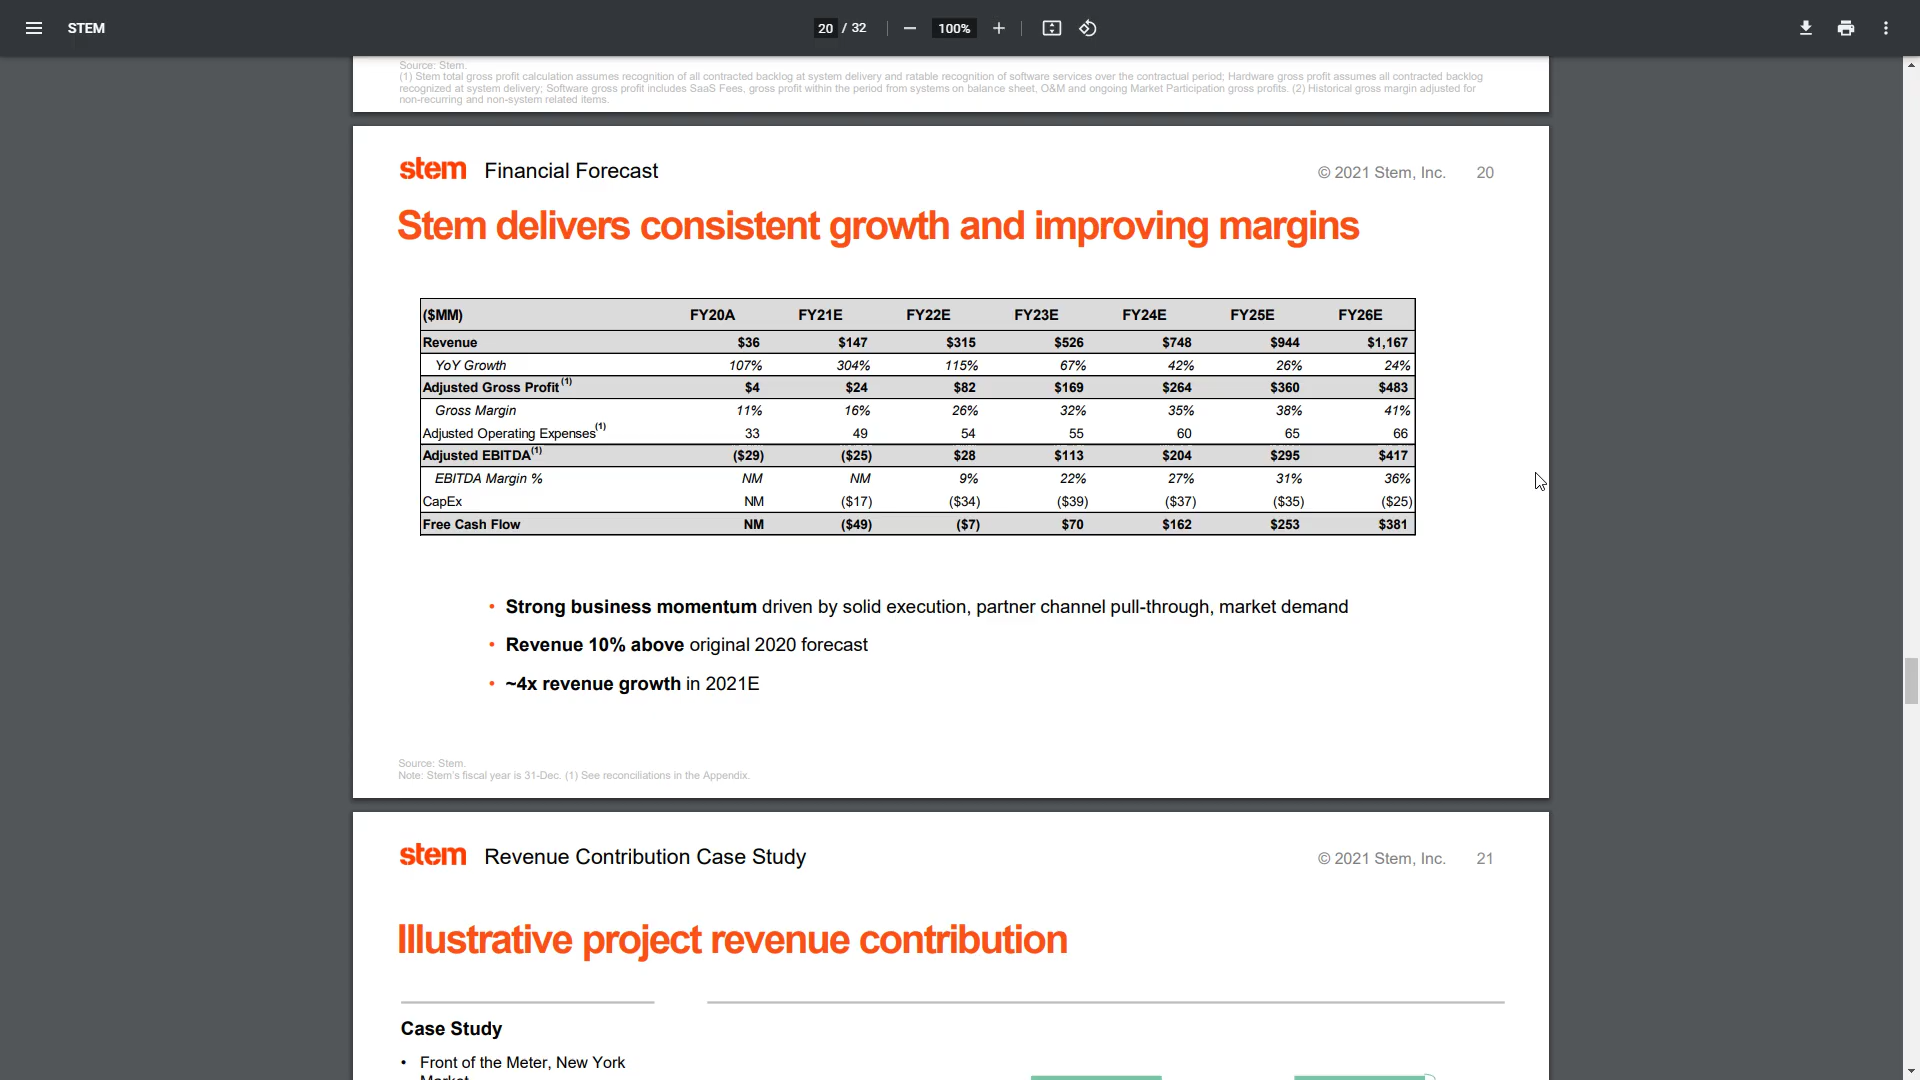 STEM
20 / 32
100%
Source: Stem.
(1) Stem total gross profit calculation assumes recognition of all contracted backlog at system delivery and ratable recognition of software services over the contractual period; Hardware gross profit assumes all contracted backlog
recognized at system delivery; Software gross profit includes SaaS Fees, gross profit within the period from systems on balance sheet, O&M and ongoing Market Participation gross profits. (2) Historical gross margin adjusted for
non-recurring and non-system related items.
stem Financial Forecast © 2021 Stem, Inc. 20
Stem delivers consistent growth and improving margins
($MM) FY20A FY21E FY22E FY23E FY24E FY25E FY26E
Revenue $36 $147 $315 $526 $748 $944 $1,167
YoY Growth 107% 304% 115% 67% 42% 26% 24%
Adjusted Gross Profit (1) $4 $24 $82 $169 $264 $360 $483
Gross Margin 11% 16% 26% 32% 35% 38% 41%
Adjusted Operating Expenses(1) 33 49 54 55 60 65 66
Adjusted EBITDA(1) ($29) ($25) $28 $113 $204 $295 $417
EBITDA Margin % NM NM 9% 22% 27% 31% 36%
CapEx NM ($17) ($34) ($39) ($37) ($35) ($25)
Free Cash Flow NM ($49) ($7) $70 $162 $253 $381
• Strong business momentum driven by solid execution, partner channel pull-through, market demand
• Revenue 10% above original 2020 forecast
• ~4x revenue growth in 2021E
Source: Stem.
Note: Stem's fiscal year is 31-Dec. (1) See reconciliations in the Appendix.
stem Revenue Contribution Case Study © 2021 Stem, Inc. 21
Illustrative project revenue contribution
Case Study
• Front of the Meter, New York
Market